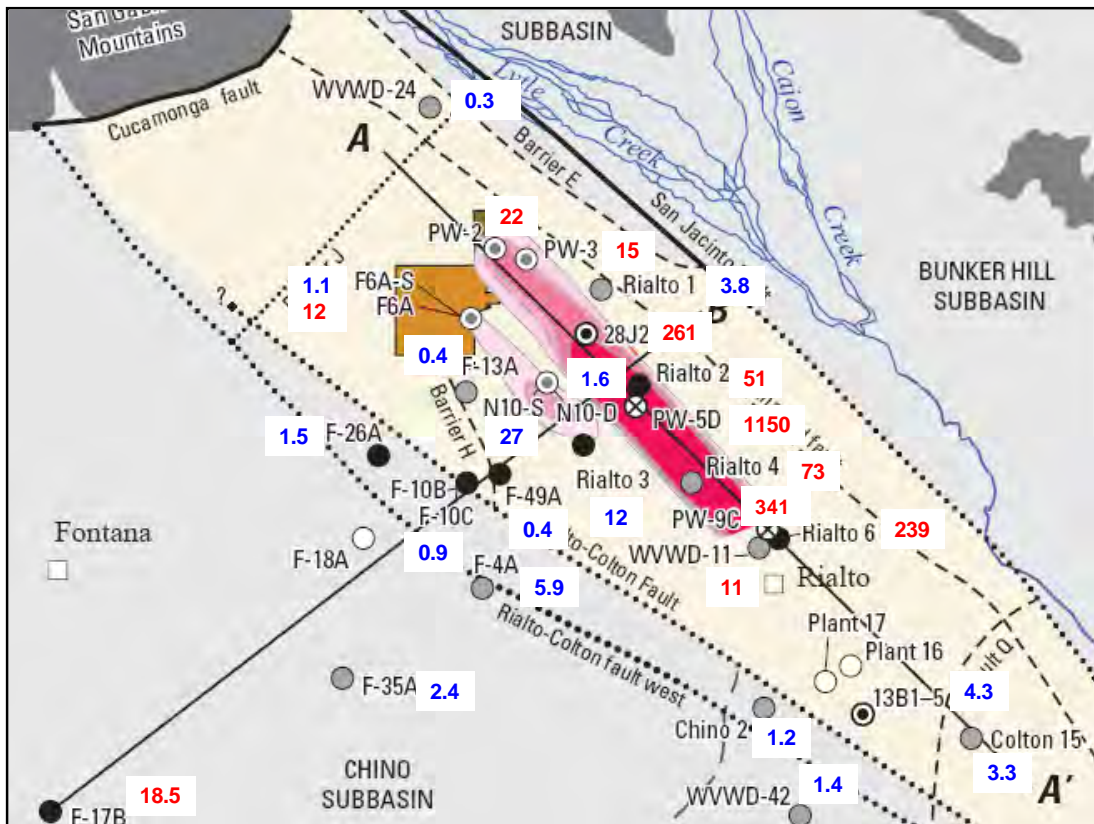 Mountains
SUBBASIN
Cucamonga fault
WVWD-24
0.3
A
Lytle
Creek
Cajon
Creek
Barrier E
San Jacinto
BUNKER HILL
SUBBASIN
22
PW-2
PW-3
15
Rialto 1
3.8
B
1.1
12
J
F6A-S
F6A
?
28J2
261
0.4
F-13A
1.6
Rialto 2
51
N10-S
N10-D
PW-5D
1150
fault
Barrier H
27
1.5
F-26A
Rialto 4
73
Rialto 3
F-10B
F-49A
F-10C
12
341
PW-9C
Rialto 6
239
0.4
Fontana
F-18A
0.9
WVWD-11
F-4A
5.9
alto-Colton Fault
11
Rialto
Rialto-Colton fault west
Plant 17
Plant 16
F-35A
2.4
13B1–5
4.3
ault Q
Chino 2
1.2
Colton 15
3.3
A′
CHINO
SUBBASIN
1.4
WVWD-42
18.5
F-17B